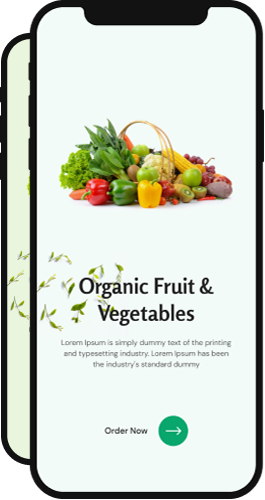 Organic Fruit &
Vegetables
Lorem Ipsum is simply dummy text of the printing
and typesetting industry. Lorem Ipsum has been
the industry's standard dummy
Order Now